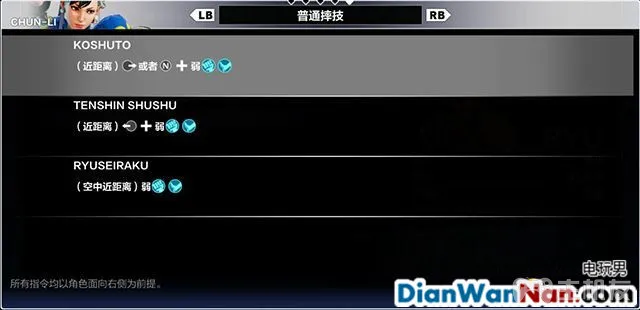 CHUN-LI
LB 普通摔技 RB
KOSHUTO
（近距离）或者 N + 弱
TENSHIN SHUSHU
（近距离）+ 弱
RYUSEIRAKU
（空中近距离）弱
所有指令均以角色面向右侧为前提。
电玩男
DianWanNan.com